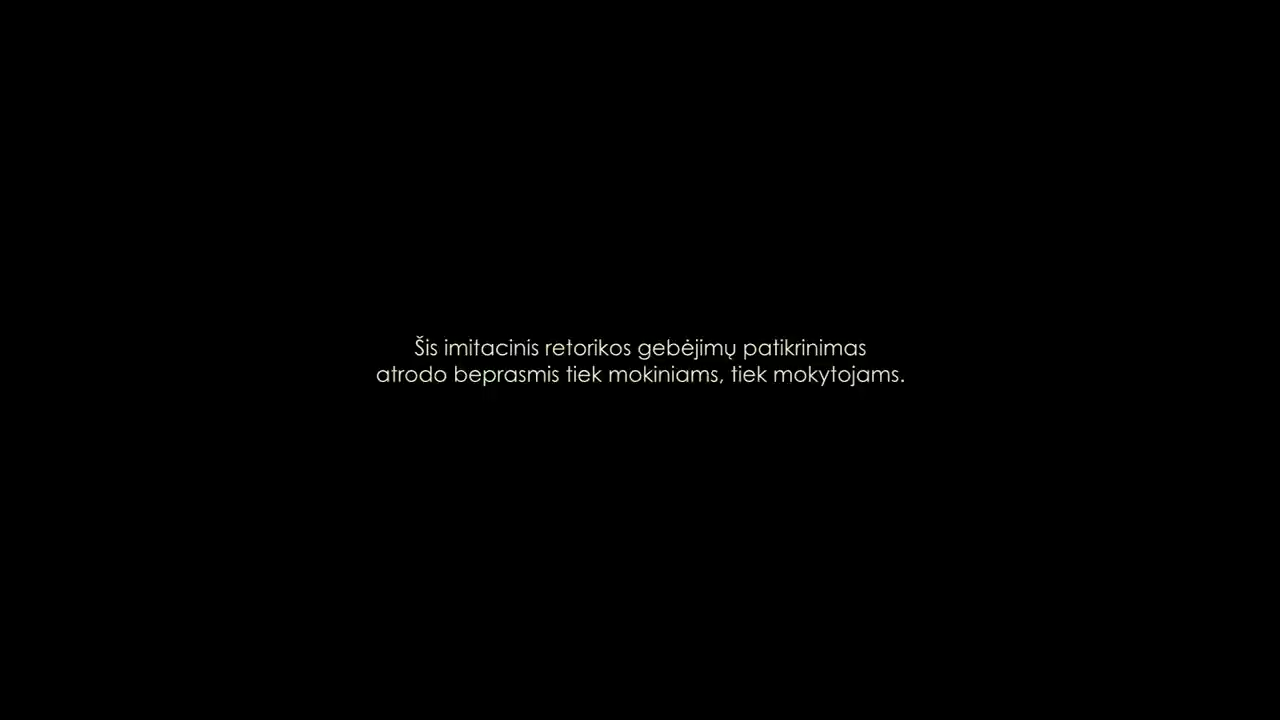 Šis imitacinis retorikos gebėjimų patikrinimas
atrodo beprasmis tiek mokiniams, tiek mokytojams.